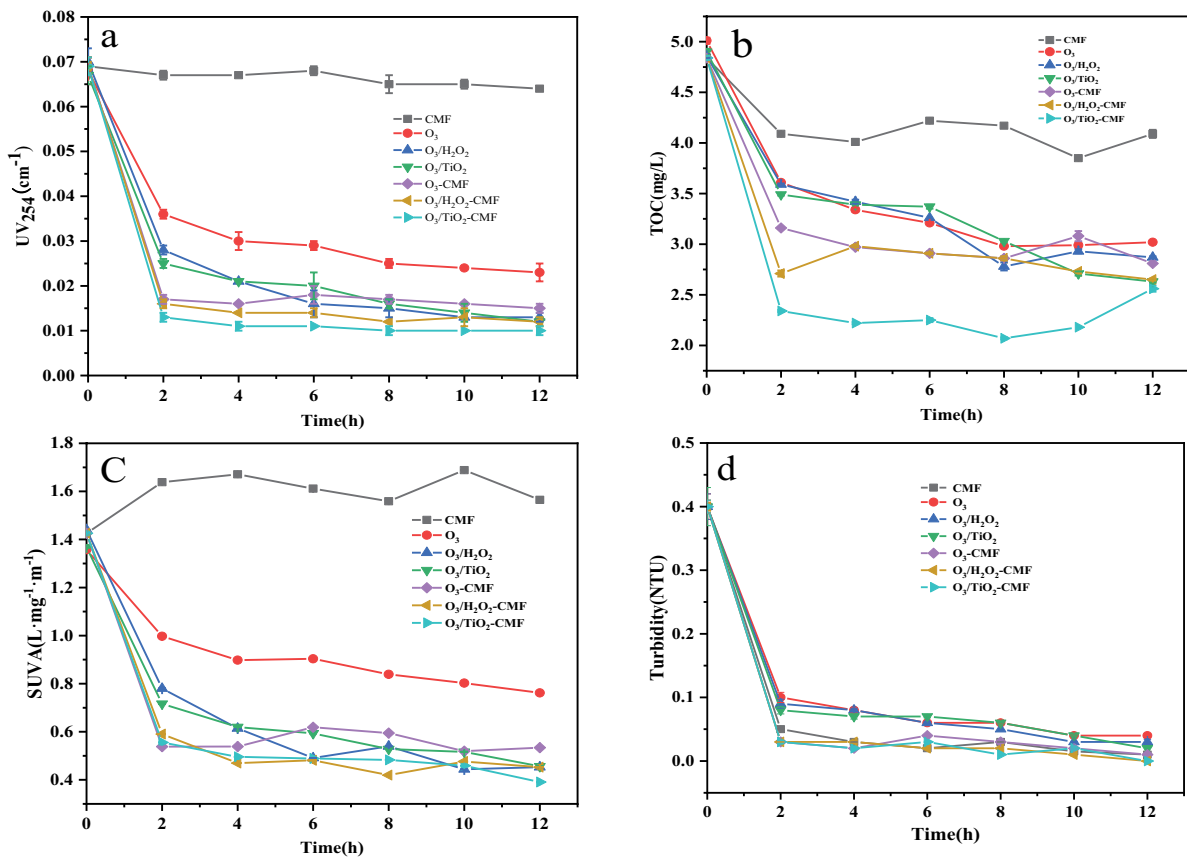 a
0.08
0.07
0.06
0.05
0.04
0.03
0.02
0.01
0.00
UV254(cm-1)
CMF
O3
O3/H2O2
O3/TiO2
O3-CMF
O3/H2O2-CMF
O3/TiO2-CMF
0 2 4 6 8 10 12
Time(h)
b
5.0
4.5
4.0
3.5
3.0
2.5
2.0
TOC(mg/L)
CMF
O3
O3/H2O2
O3/TiO2
O3-CMF
O3/H2O2-CMF
O3/TiO2-CMF
0 2 4 6 8 10 12
Time(h)
C
1.8
1.6
1.4
1.2
1.0
0.8
0.6
0.4
SUVA(L·mg-1·m-1)
CMF
O3
O3/H2O2
O3/TiO2
O3-CMF
O3/H2O2-CMF
O3/TiO2-CMF
0 2 4 6 8 10 12
Time(h)
d
0.5
0.4
0.3
0.2
0.1
0.0
Turbidity(NTU)
CMF
O3
O3/H2O2
O3/TiO2
O3-CMF
O3/H2O2-CMF
O3/TiO2-CMF
0 2 4 6 8 10 12
Time(h)